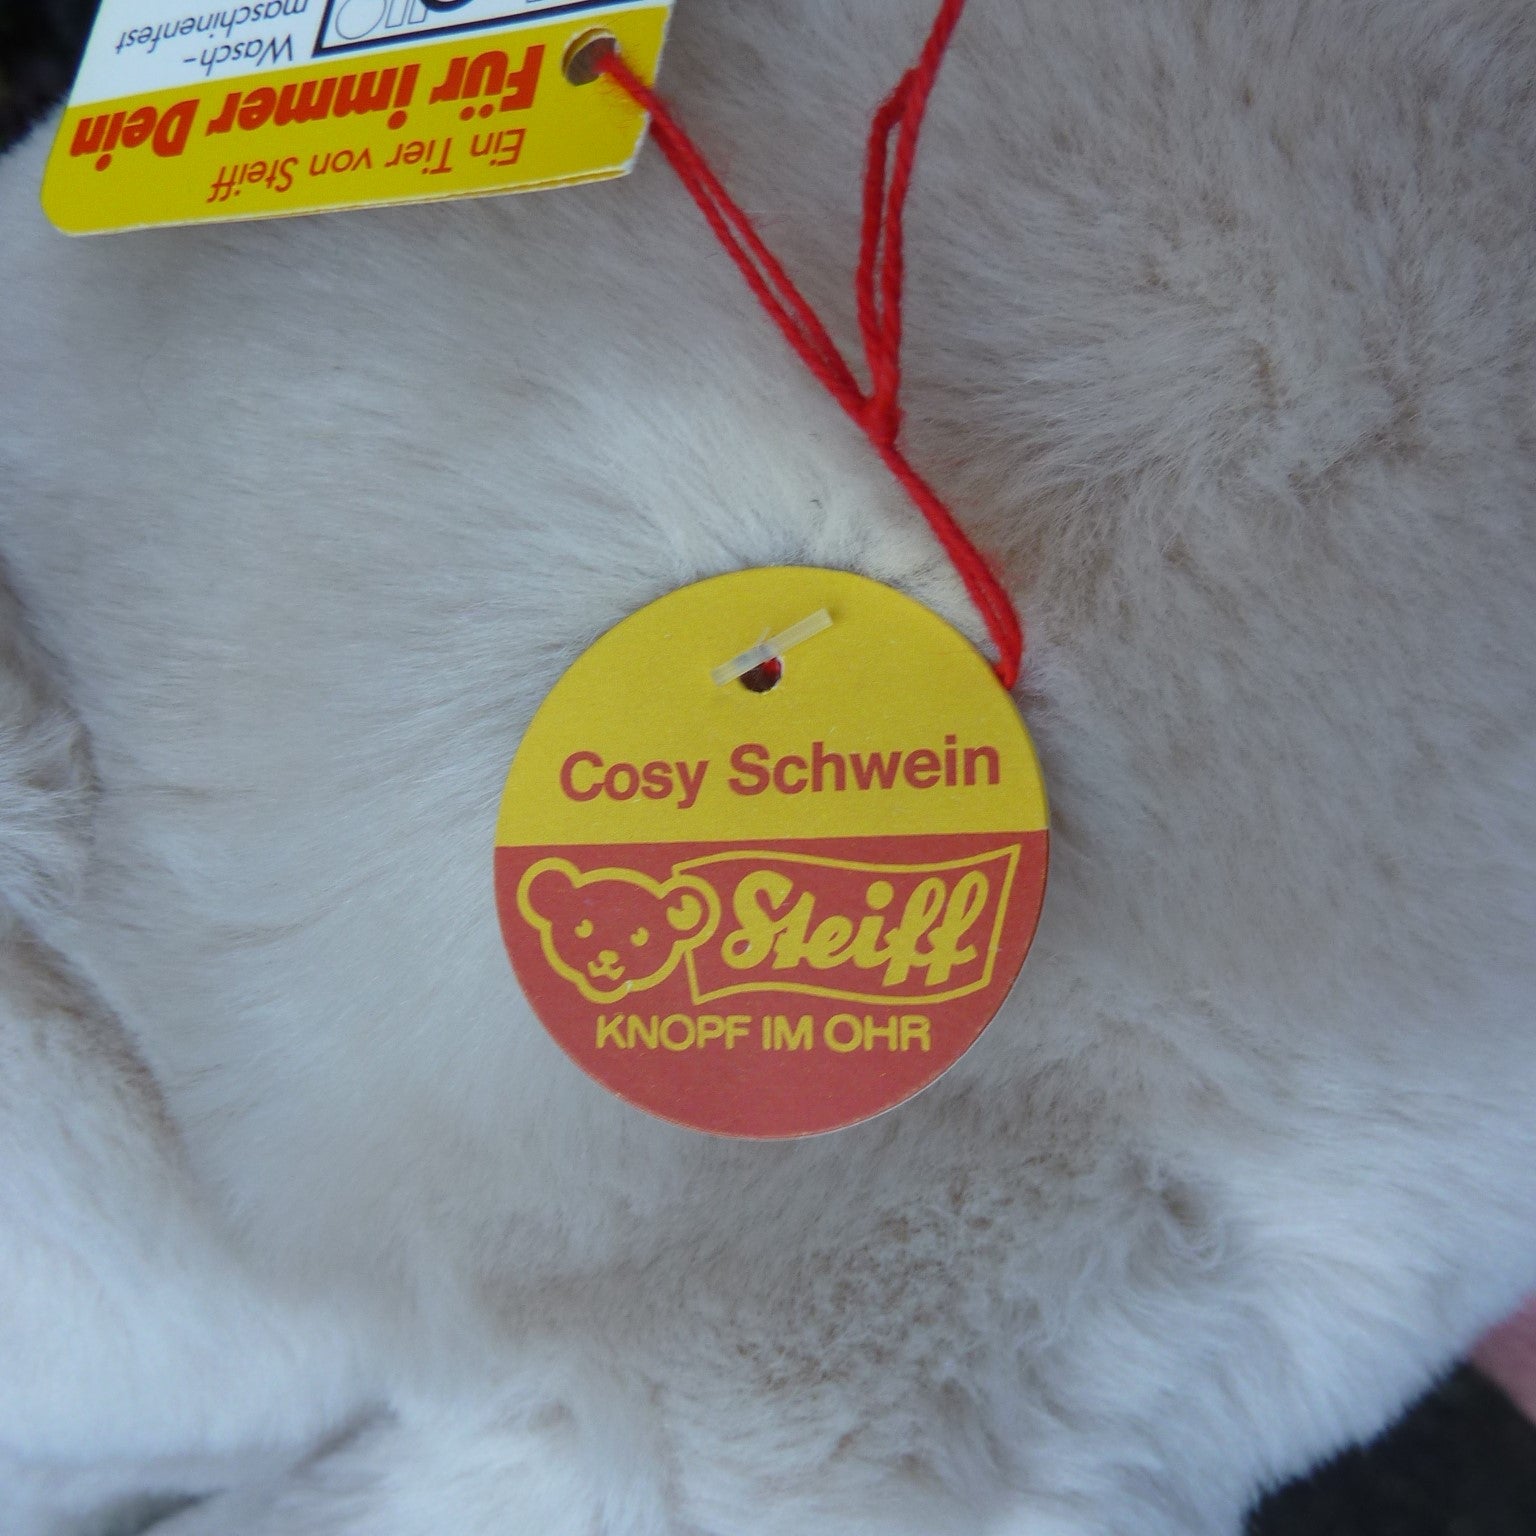 Ein Tier von Steiff
Für immer Dein
Wasch-
maschinenfest
Cosy Schwein
Steiff
KNOPF IM OHR